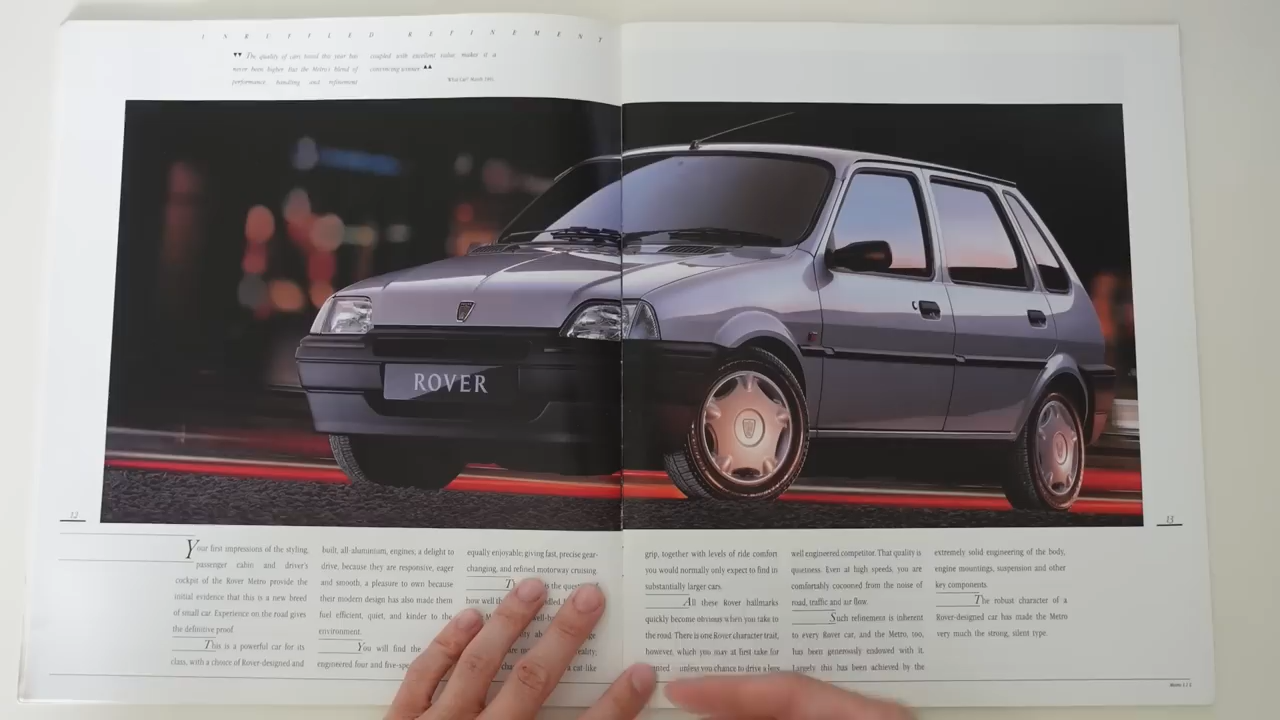 INSTILLED REFINEMENT
The quality of cars tested this year has
never been higher. But the Metro's blend of
performance, handling and refinement
coupled with excellent value, makes it a
convincing winner.
What Car? March
ROVER
12
13
Your first impressions of the styling,
passenger cabin and driver's
cockpit of the Rover Metro provide the
initial evidence that this is a new breed
of small car. Experience on the road gives
the definitive proof.
This is a powerful car for its
class, with a choice of Rover-designed and
built, all-aluminium, engines; a delight to
drive, because they are responsive, eager
and smooth, a pleasure to own because
their modern design has also made them
fuel efficient, quiet, and kinder to the
environment.
You will find the
engineered four and five-spe
equally enjoyable; giving fast, precise gear-
changing, and refined motorway cruising.
is the question of
how well
grip, together with levels of ride comfort
you would normally only expect to find in
substantially larger cars.
All these Rover hallmarks
quickly become obvious when you take to
the road. There is one Rover character trait,
however, which you may at first take for
unless you chance to drive a less
well engineered competitor. That quality is
quietness. Even at high speeds, you are
comfortably cocooned from the noise of
road, traffic and air flow.
Such refinement is inherent
to every Rover car, and the Metro, too,
has been generously endowed with it.
Largely, this has been achieved by the
extremely solid engineering of the body,
engine mountings, suspension and other
key components.
The robust character of a
Rover-designed car has made the Metro
very much the strong, silent type.